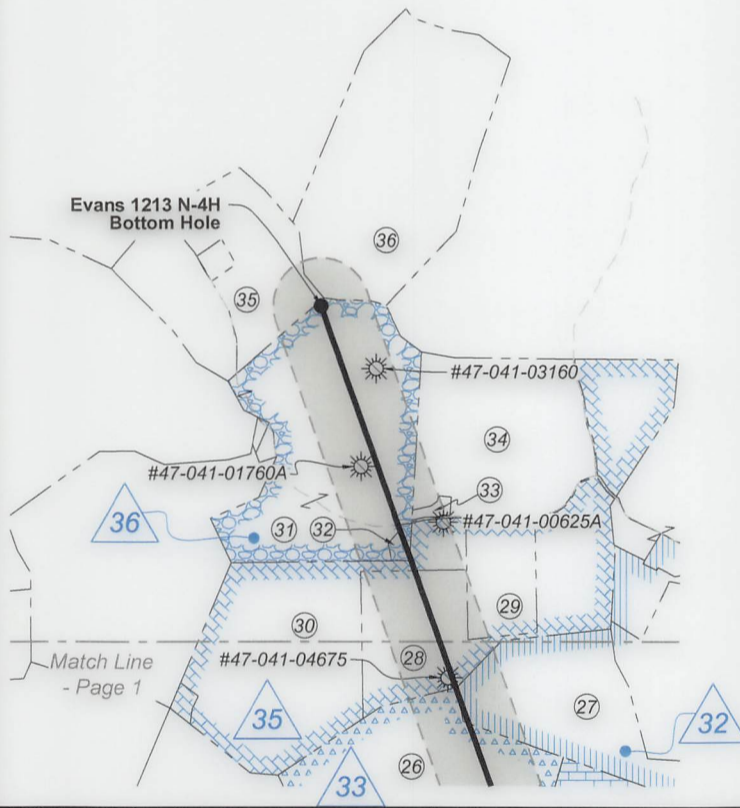 Evans 1213 N-4H
Bottom Hole
36
35
#47-041-03160
34
#47-041-01760A
33
36
31
32
#47-041-00625A
29
30
Match Line
- Page 1
#47-041-04675
28
27
35
32
26
33